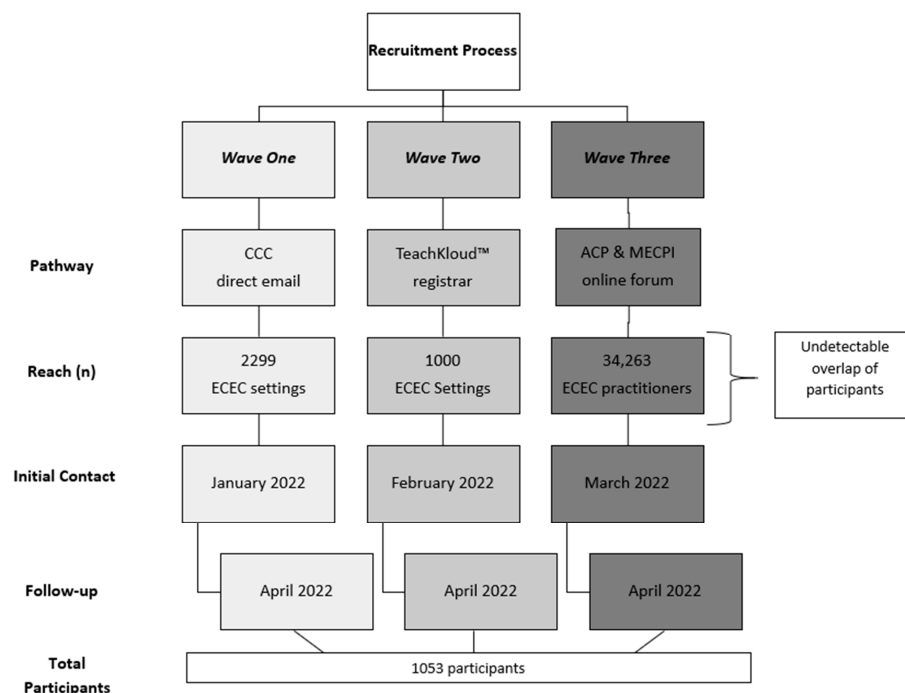 Recruitment Process
Wave One
Wave Two
Wave Three
Pathway
CCC
direct email
TeachKloud™
registrar
ACP & MECPI
online forum
Reach (n)
2299
ECEC settings
1000
ECEC Settings
34,263
ECEC practitioners
Undetectable
overlap of
participants
Initial Contact
January 2022
February 2022
March 2022
Follow-up
April 2022
April 2022
April 2022
Total
Participants
1053 participants